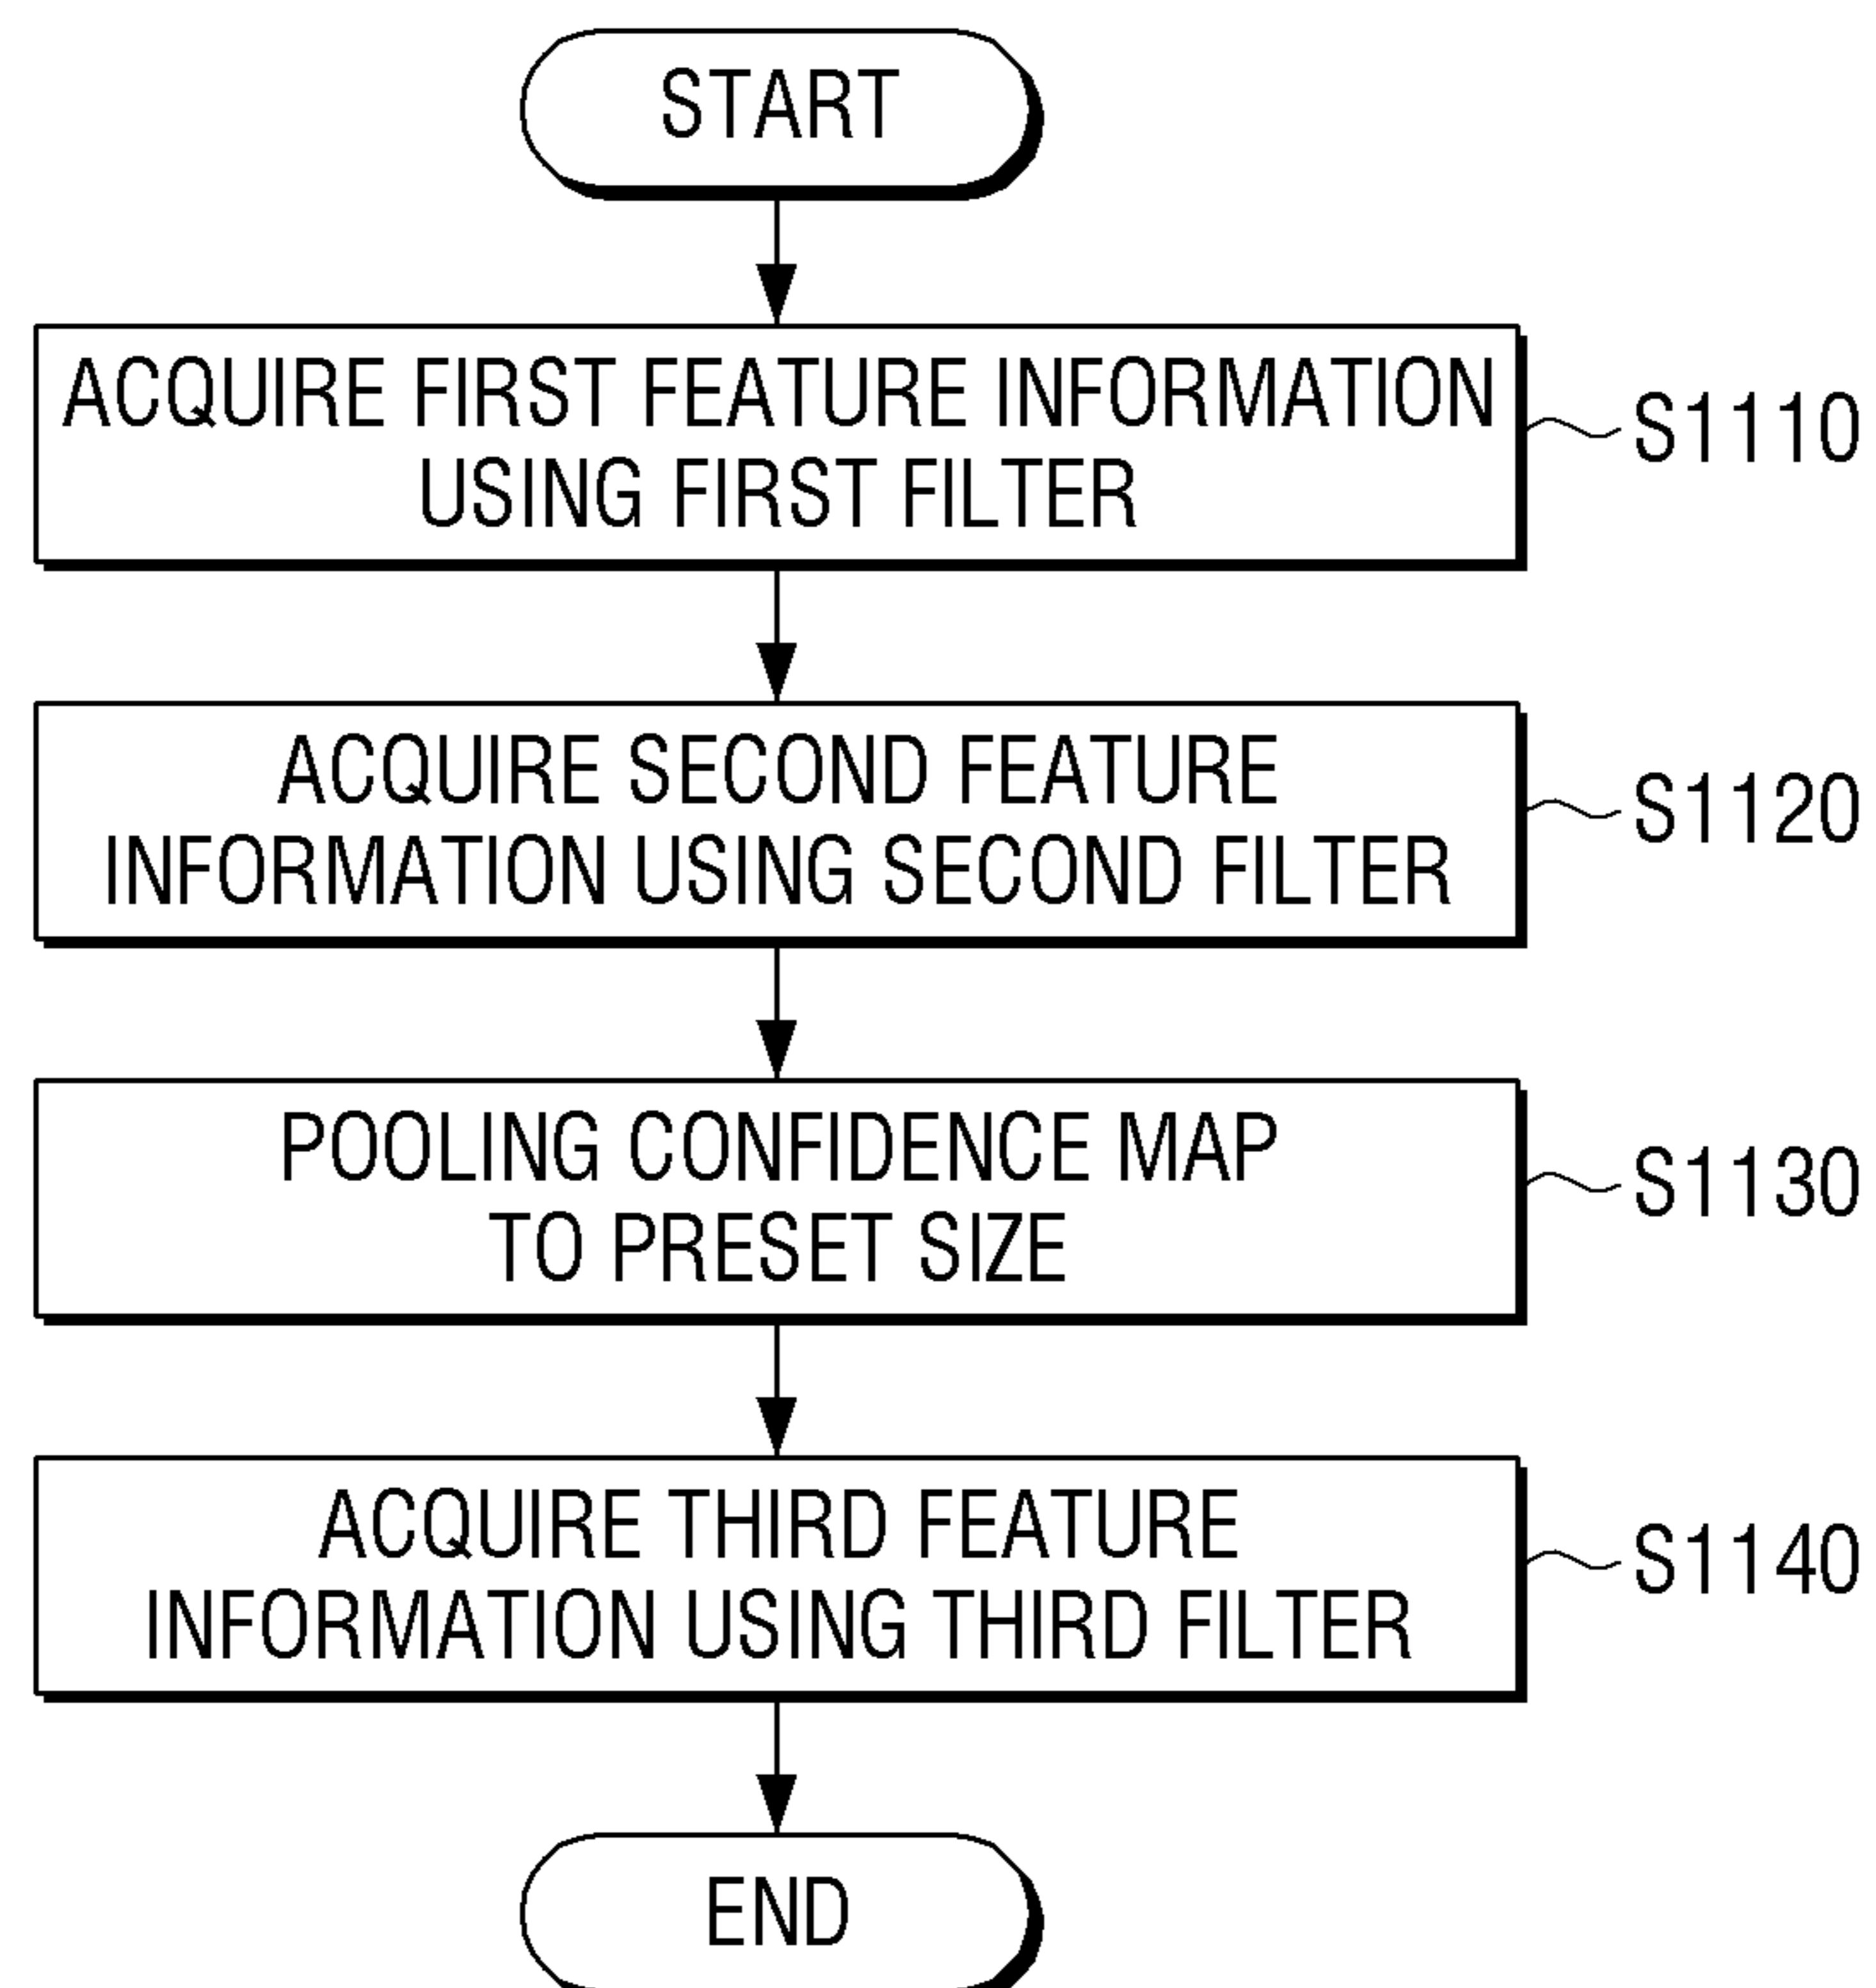 START
ACQUIRE FIRST FEATURE INFORMATION
USING FIRST FILTER
S1110
ACQUIRE SECOND FEATURE
INFORMATION USING SECOND FILTER
S1120
POOLING CONFIDENCE MAP
TO PRESET SIZE
S1130
ACQUIRE THIRD FEATURE
INFORMATION USING THIRD FILTER
S1140
END